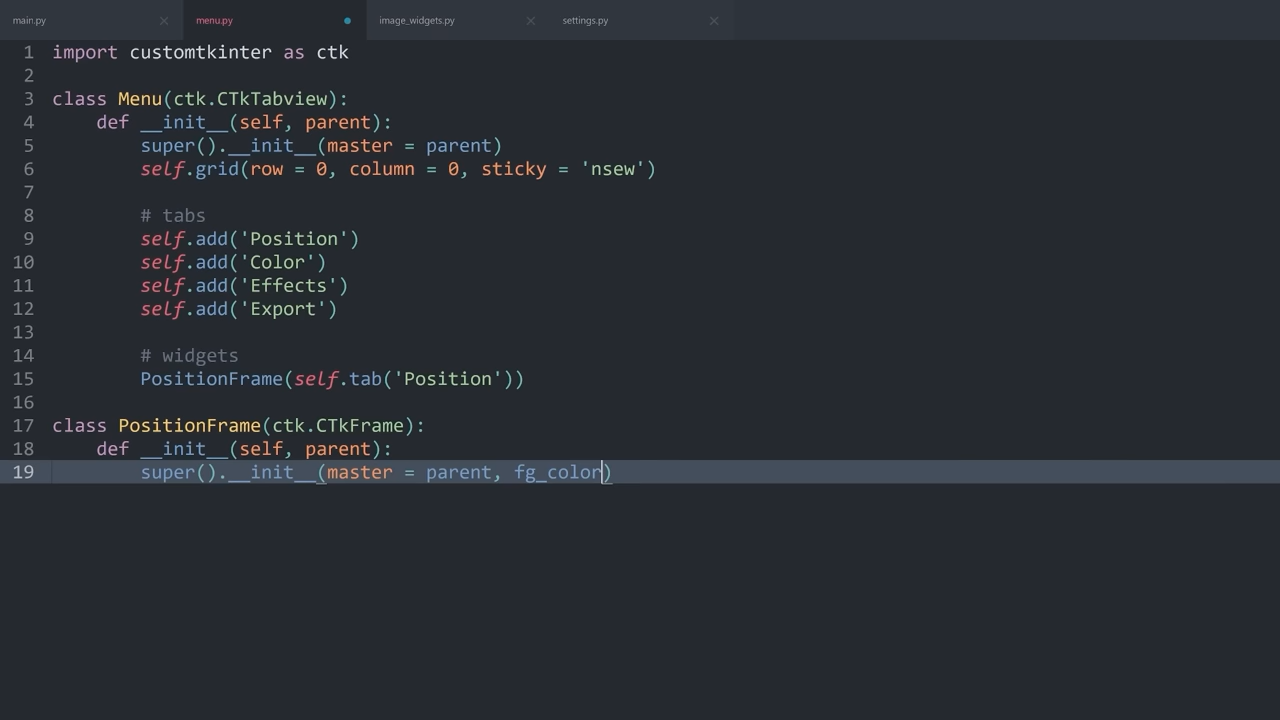 main.py menu.py image_widgets.py settings.py
1 import customtkinter as ctk
2
3 class Menu(ctk.CTkTabview):
4     def __init__(self, parent):
5         super().__init__(master = parent)
6         self.grid(row = 0, column = 0, sticky = 'nsew')
7
8         # tabs
9         self.add('Position')
10         self.add('Color')
11         self.add('Effects')
12         self.add('Export')
13
14         # widgets
15         PositionFrame(self.tab('Position'))
16
17 class PositionFrame(ctk.CTkFrame):
18     def __init__(self, parent):
19         super().__init__(master = parent, fg_color)